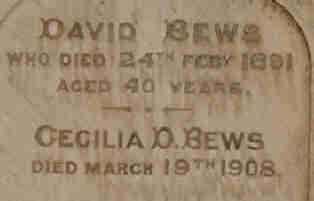 DAVID BEWS
WHO DIED 24TH FEBY 1891
AGED 40 YEARS.
CECILIA D. BEWS
DIED MARCH 19TH 1908.